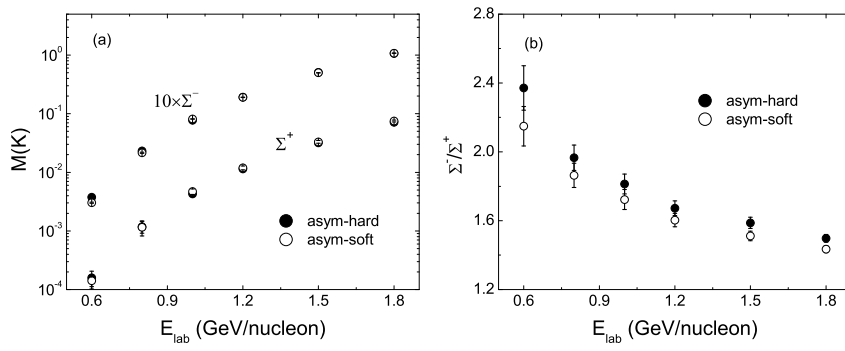 (a)
10⁰
10⁻¹
10⁻²
10⁻³
10⁻⁴
M(K)
10×Σ⁻
Σ⁺
asym-hard
asym-soft
0.6 0.9 1.0 1.2 1.5 1.8
E_lab (GeV/nucleon)
(b)
2.8
2.4
2.0
1.6
1.2
Σ⁻/Σ⁺
asym-hard
asym-soft
0.6 0.9 1.2 1.5 1.8
E_lab (GeV/nucleon)